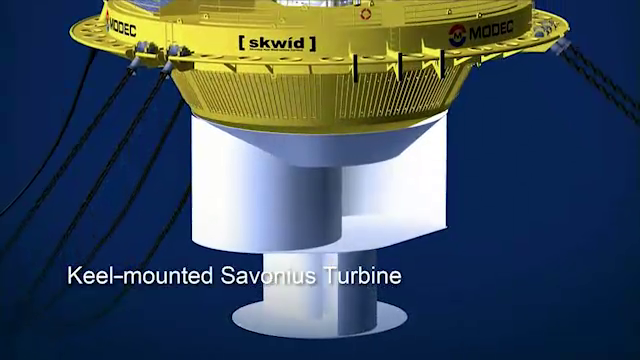 MODEC
[ skwíd ]
MODEC
Keel-mounted Savonius Turbine